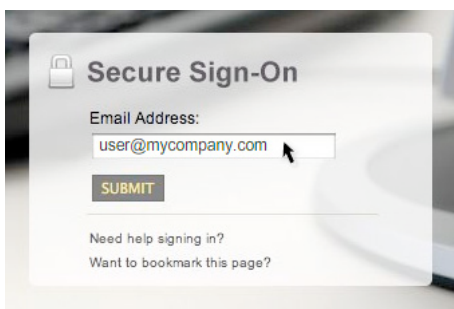 Secure Sign-On
Email Address:
user@mycompany.com
SUBMIT
Need help signing in?
Want to bookmark this page?